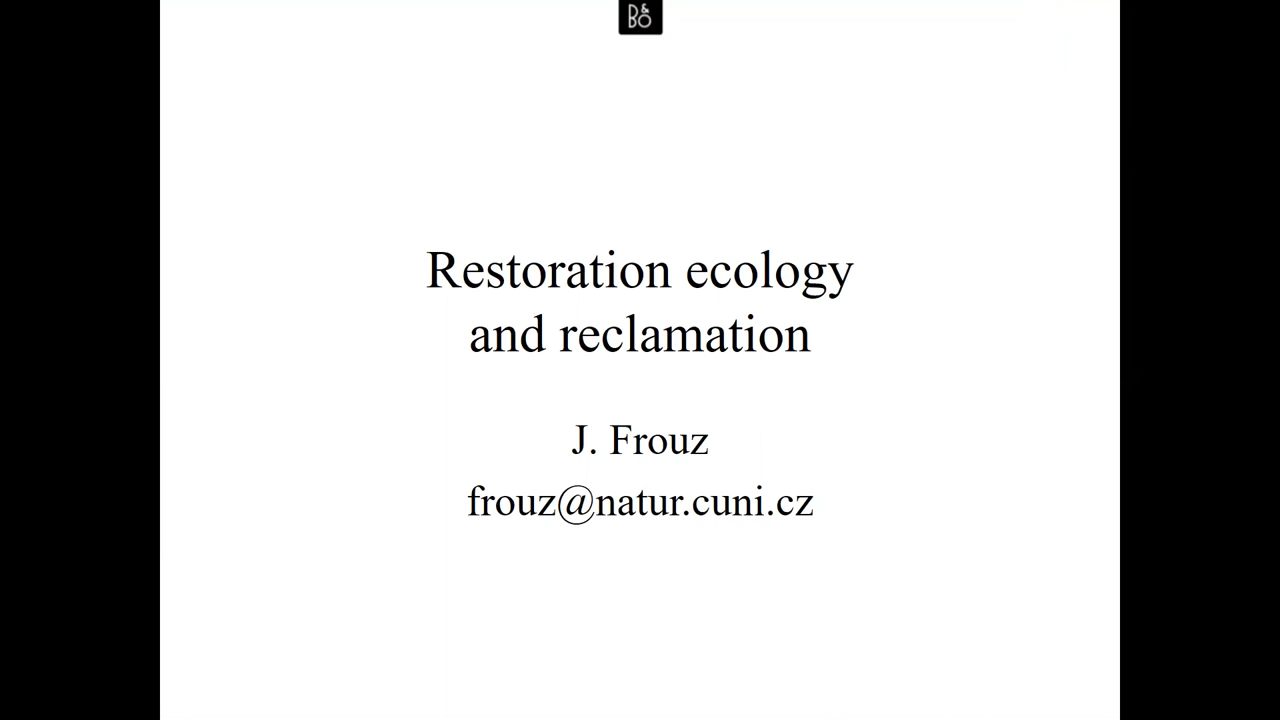 B&O
Restoration ecology
and reclamation
J. Frouz
frouz@natur.cuni.cz